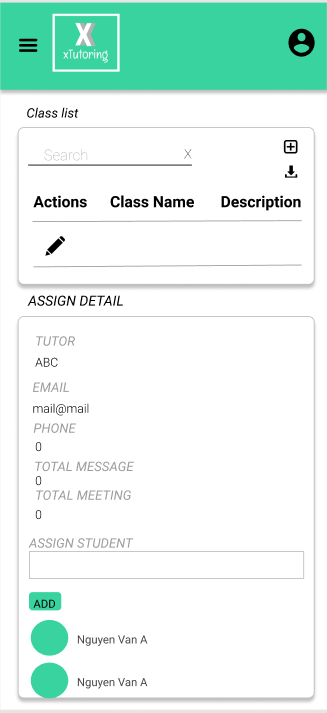 X
xTutoring
Class list
Search X
Actions Class Name Description
ASSIGN DETAIL
TUTOR
ABC
EMAIL
mail@mail
PHONE
0
TOTAL MESSAGE
0
TOTAL MEETING
0
ASSIGN STUDENT
ADD
Nguyen Van A
Nguyen Van A